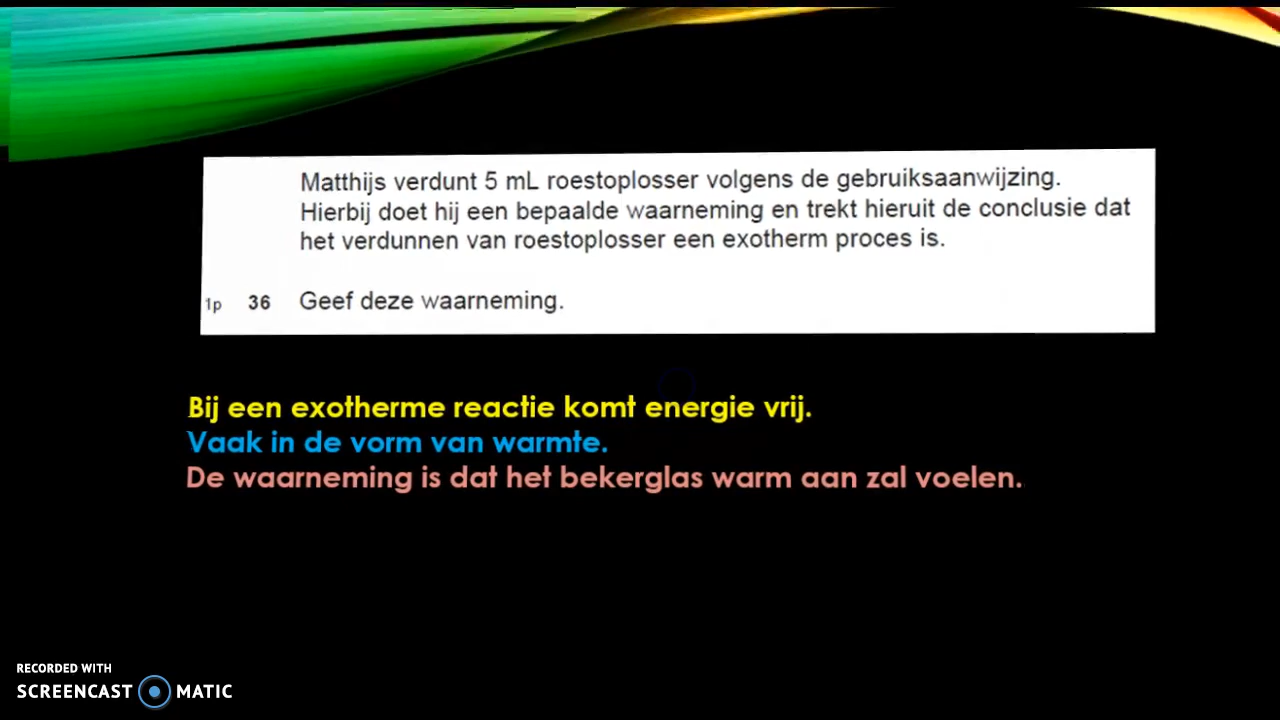 Matthijs verdunt 5 mL roestoplosser volgens de gebruiksaanwijzing.
Hierbij doet hij een bepaalde waarneming en trekt hieruit de conclusie dat
het verdunnen van roestoplosser een exotherm proces is.
1p 36 Geef deze waarneming.
Bij een exotherme reactie komt energie vrij.
Vaak in de vorm van warmte.
De waarneming is dat het bekerglas warm aan zal voelen.
RECORDED WITH
SCREENCAST MATIC